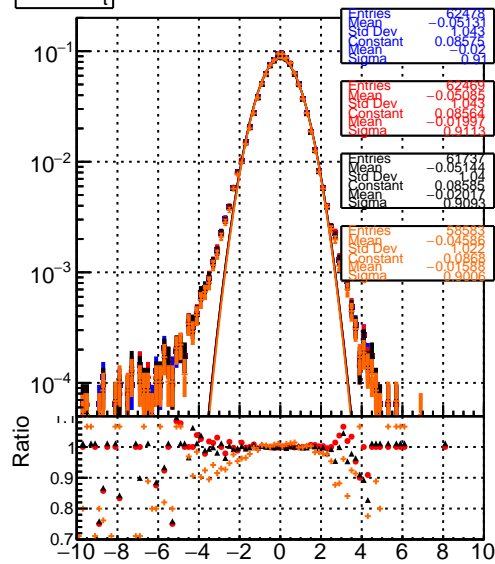 t
Entries 62478
Mean −0.05131
Std Dev 1.043
Constant 0.08575
Mean −0.02
Sigma 0.91
10⁻¹
Entries 62469
Mean −0.05085
Std Dev 1.043
Constant 0.08564
Mean −0.01997
Sigma 0.9113
10⁻²
Entries 61737
Mean −0.05144
Std Dev 1.04
Constant 0.08585
Mean −0.02017
Sigma 0.9093
Entries 58583
Mean −0.04586
Std Dev 1.022
Constant 0.0868
Mean −0.01588
Sigma 0.9006
10⁻³
10⁻⁴
1.1
1
0.9
0.8
0.7
Ratio
−10 −8 −6 −4 −2 0 2 4 6 8 10